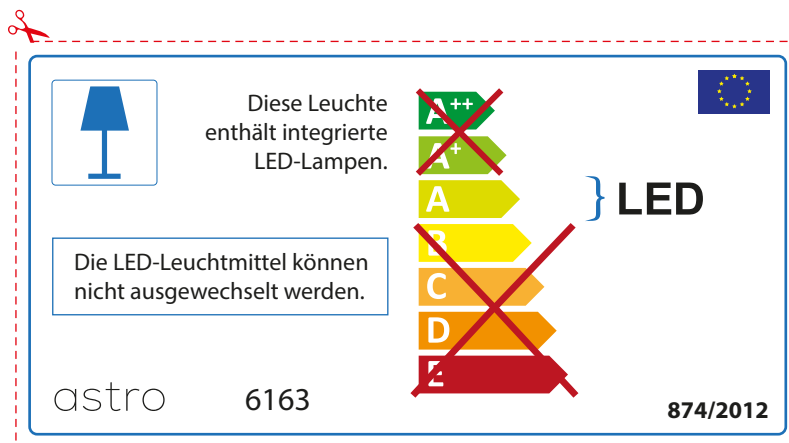 Diese Leuchte
enthält integrierte
LED-Lampen.
Die LED-Leuchtmittel können
nicht ausgewechselt werden.
A++
A+
A
B
C
D
E
LED
astro
6163
874/2012